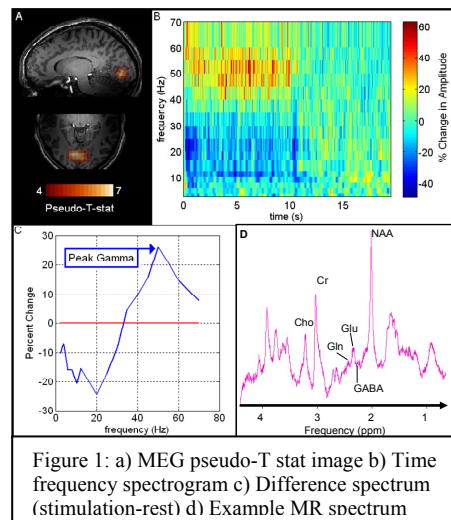 A
4 7
Pseudo-T-stat
B
70
60
50
40
30
20
10
frequency (Hz)
0 5 10 15
time (s)
60
40
20
0
-20
-40
% Change in Amplitude
C
30
20
10
0
-10
-20
-30
Percent Change
Peak Gamma
0 20 40 60 80
frequency (Hz)
D
NAA
Cr
Cho
Glu
Gln
GABA
4 3 2 1
Frequency (ppm)
Figure 1: a) MEG pseudo-T stat image b) Time
frequency spectrogram c) Difference spectrum
(stimulation-rest) d) Example MR spectrum